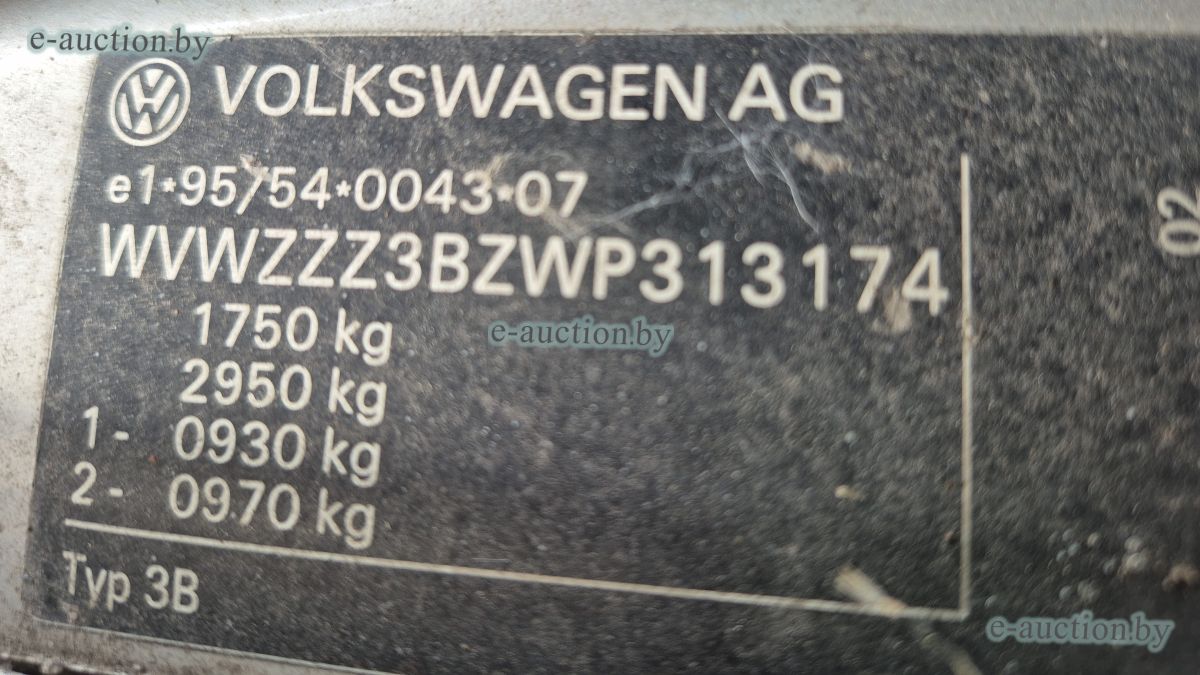 e-auction.by
VOLKSWAGEN AG
e1*95/54*0043*07
WVWZZZ3BZWP313174
1750 kg
e-auction.by
2950 kg
1- 0930 kg
2- 0970 kg
Typ 3B
02
e-auction.by